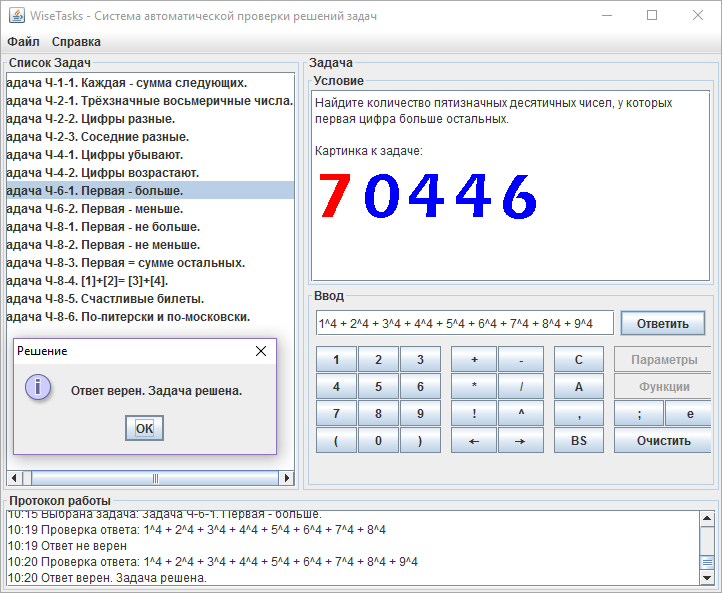 WiseTasks - Система автоматической проверки решений задач
Файл Справка
Список Задач
адача Ч-1-1. Каждая - сумма следующих.
адача Ч-2-1. Трёхзначные восьмеричные числа.
адача Ч-2-2. Цифры разные.
адача Ч-2-3. Соседние разные.
адача Ч-4-1. Цифры убывают.
адача Ч-4-2. Цифры возрастают.
адача Ч-6-1. Первая - больше.
адача Ч-6-2. Первая - меньше.
адача Ч-8-1. Первая - не больше.
адача Ч-8-2. Первая - не меньше.
адача Ч-8-3. Первая = сумме остальных.
адача Ч-8-4. [1]+[2]= [3]+[4].
адача Ч-8-5. Счастливые билеты.
адача Ч-8-6. По-питерски и по-московски.
Решение
Ответ верен. Задача решена.
OK
Задача
Условие
Найдите количество пятизначных десятичных чисел, у которых
первая цифра больше остальных.
Картинка к задаче:
70446
Ввод
1^4 + 2^4 + 3^4 + 4^4 + 5^4 + 6^4 + 7^4 + 8^4 + 9^4 Ответить
1 2 3 + - C Параметры
4 5 6 * / A Функции
7 8 9 ! ^ , ; e
( 0 ) ← → BS Очистить
Протокол работы
10:15 Выбрана задача: Задача Ч-6-1. Первая - больше.
10:19 Проверка ответа: 1^4 + 2^4 + 3^4 + 4^4 + 5^4 + 6^4 + 7^4 + 8^4
10:19 Ответ не верен
10:20 Проверка ответа: 1^4 + 2^4 + 3^4 + 4^4 + 5^4 + 6^4 + 7^4 + 8^4 + 9^4
10:20 Ответ верен. Задача решена.